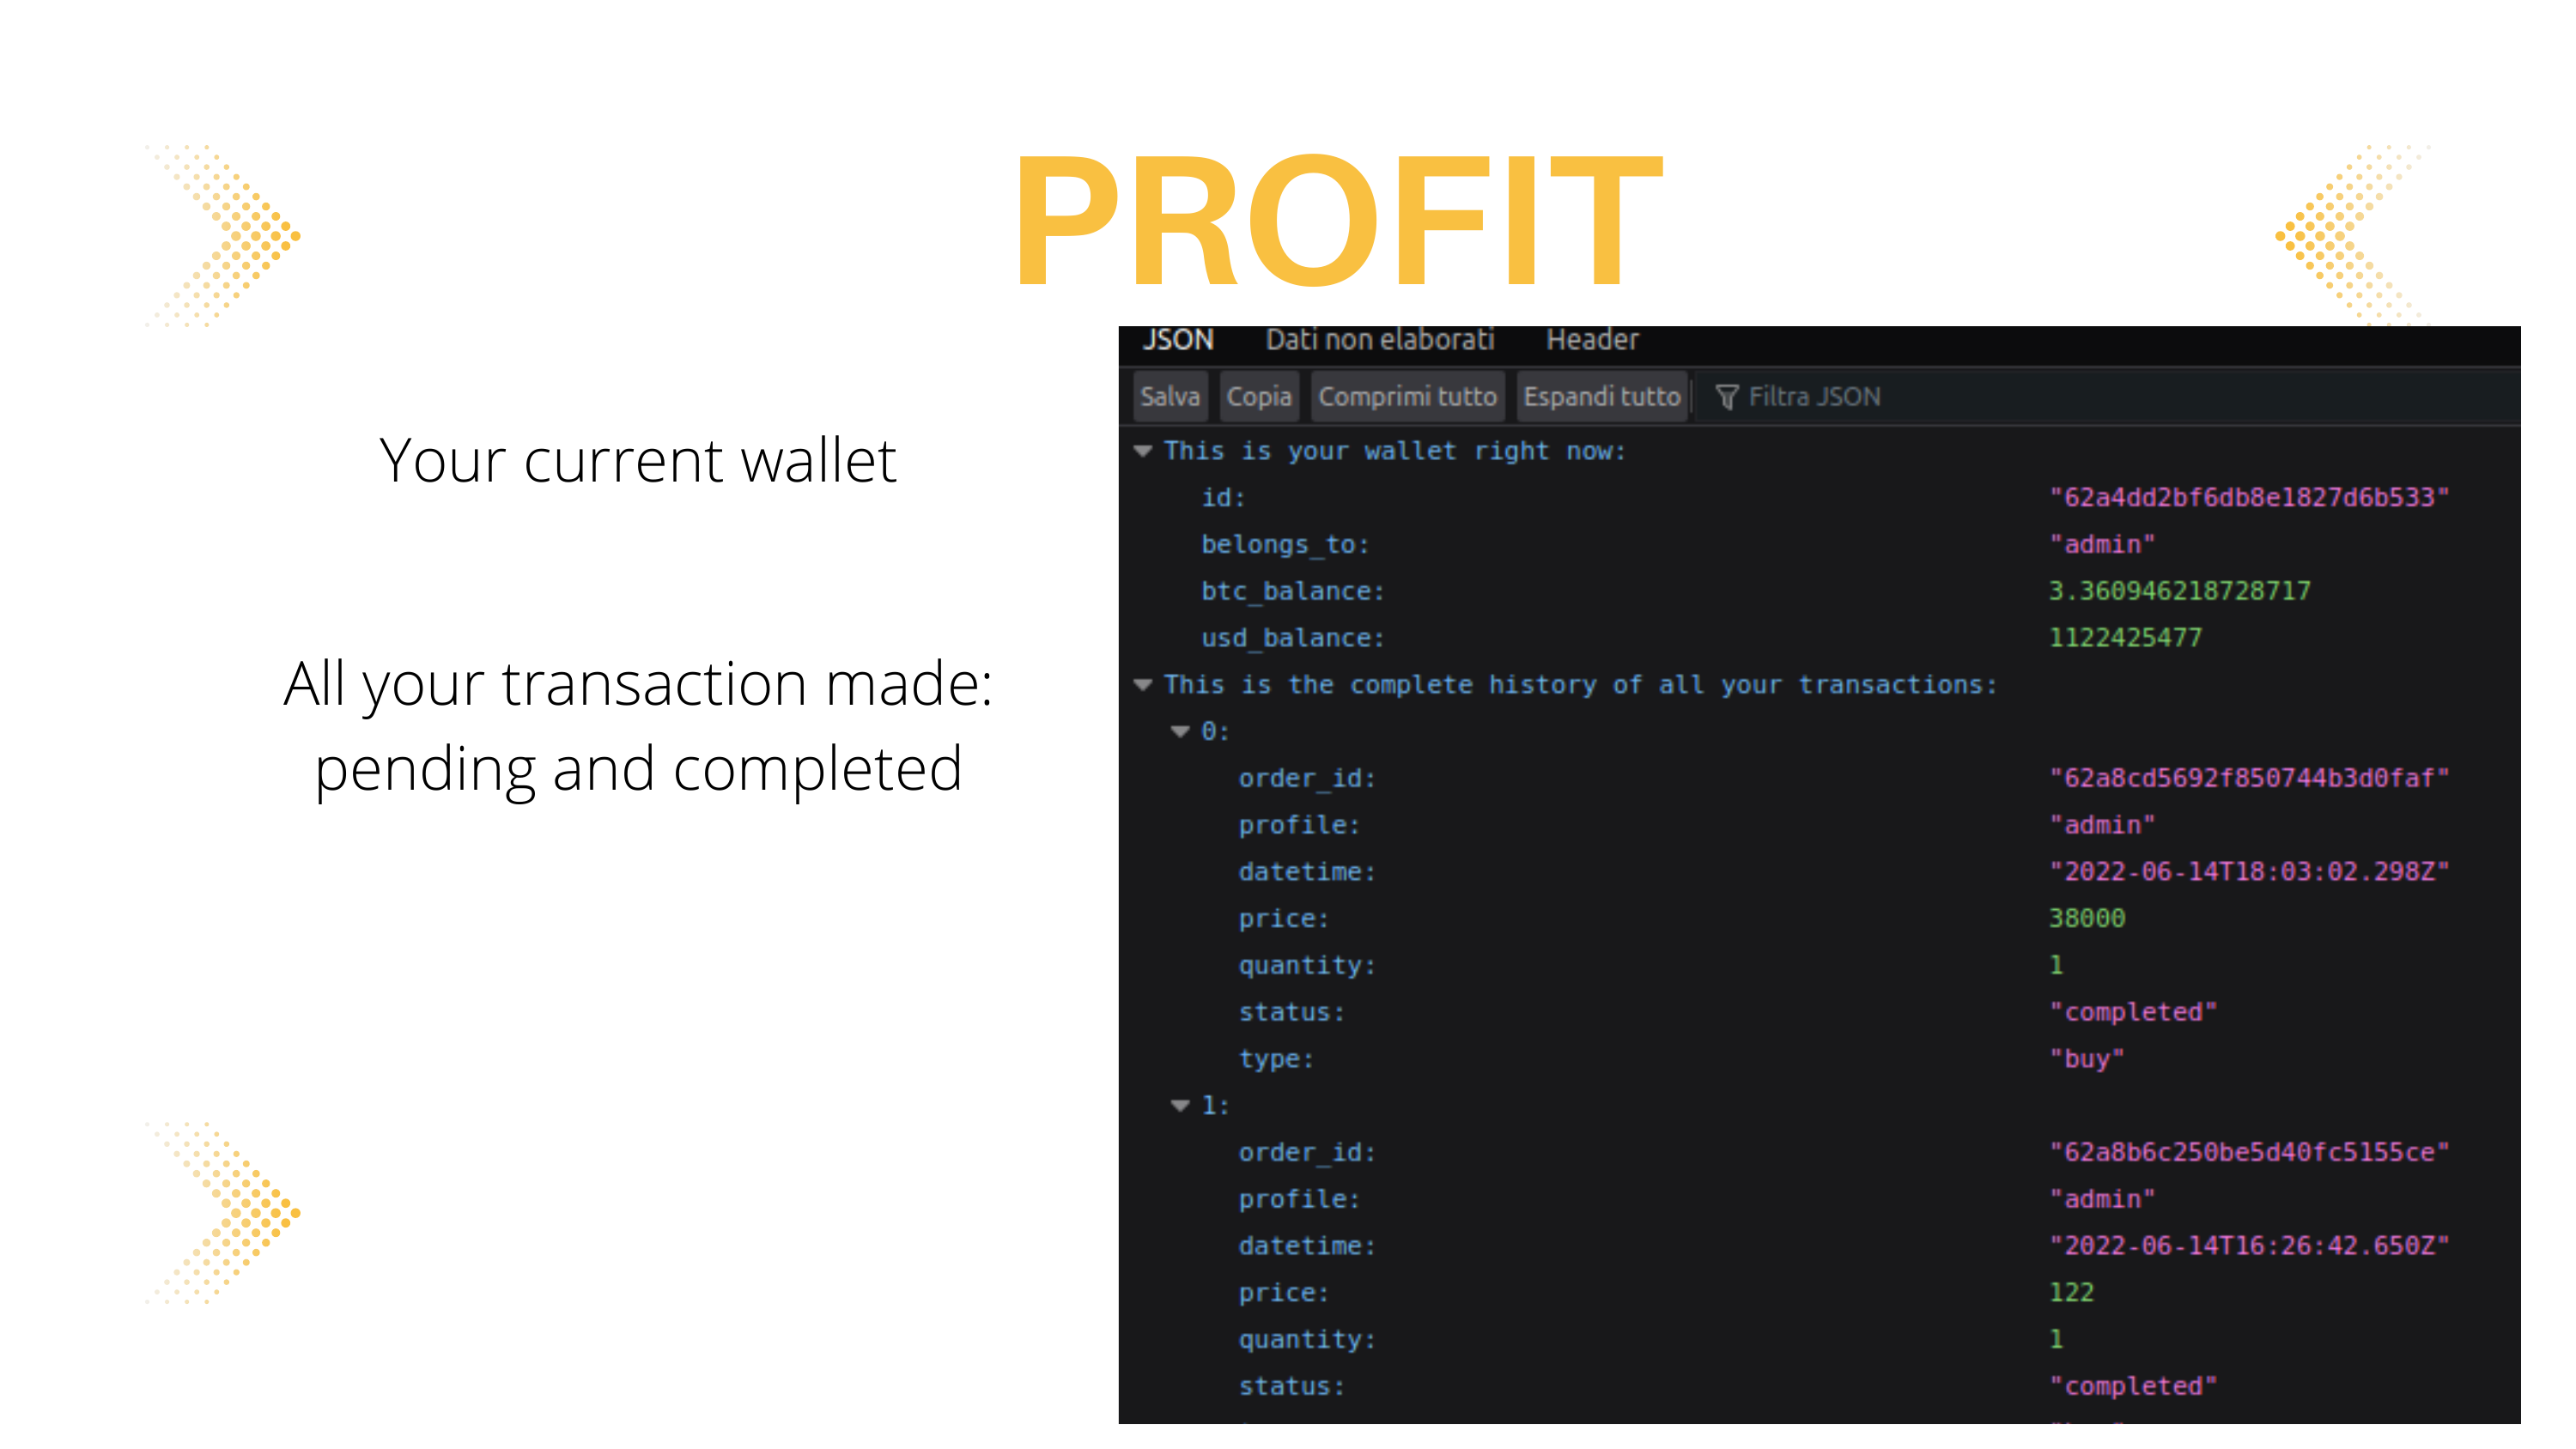 PROFIT
Your current wallet
All your transaction made:
pending and completed
JSON Dati non elaborati Header
Salva Copia Comprimi tutto Espandi tutto Filtra JSON
This is your wallet right now:
id: "62a4dd2bf6db8e1827d6b533"
belongs_to: "admin"
btc_balance: 3.360946218728717
usd_balance: 1122425477
This is the complete history of all your transactions:
0:
order_id: "62a8cd5692f850744b3d0faf"
profile: "admin"
datetime: "2022-06-14T18:03:02.298Z"
price: 38000
quantity: 1
status: "completed"
type: "buy"
1:
order_id: "62a8b6c250be5d40fc5155ce"
profile: "admin"
datetime: "2022-06-14T16:26:42.650Z"
price: 122
quantity: 1
status: "completed"